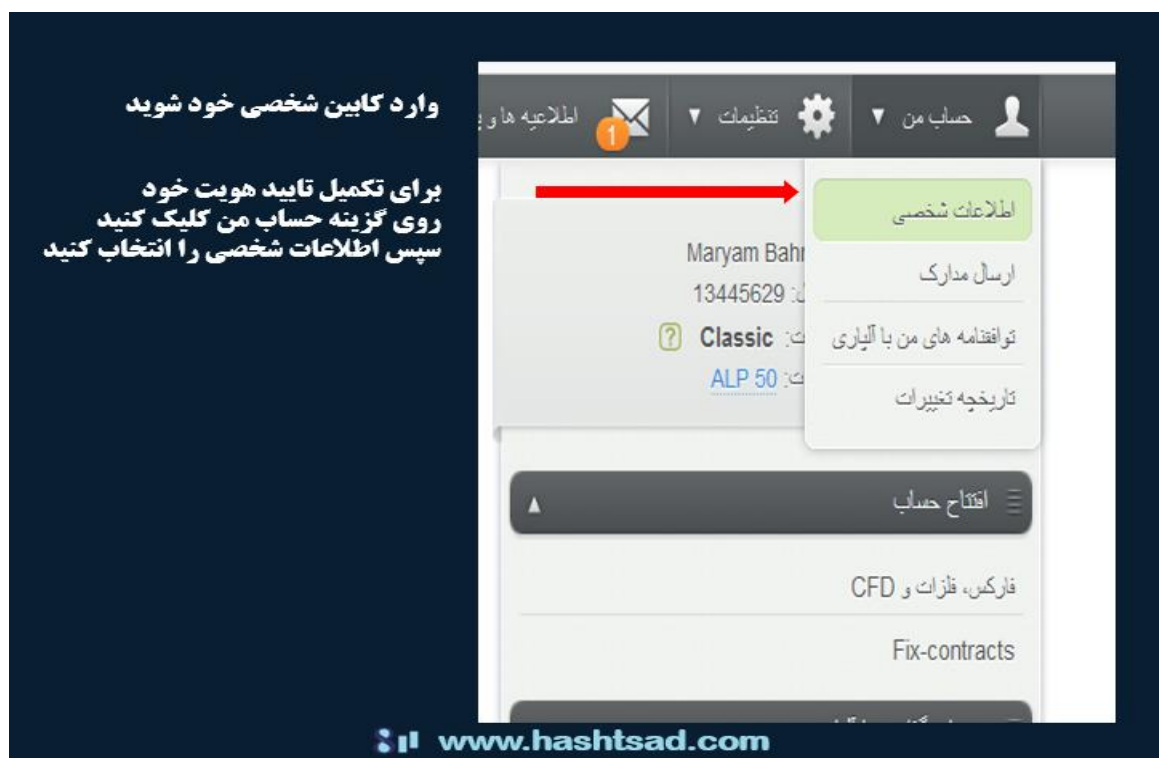 وارد کابین شخصی خود شوید
برای تکمیل تایید هویت خود
روی گزینه حساب من کلیک کنید
سپس اطلاعات شخصی را انتخاب کنید
حساب من ▼ تنظیمات ▼ 1 اطلاعیه ها و
اطلاعات شخصی
ارسال مدارک
توافقنامه های من با آلپاری
تاریخچه تغییرات
Maryam
13445629
Classic ?
ALP 50
افتتاح حساب
فارکس، فلزات و CFD
Fix-contracts
www.hashtsad.com